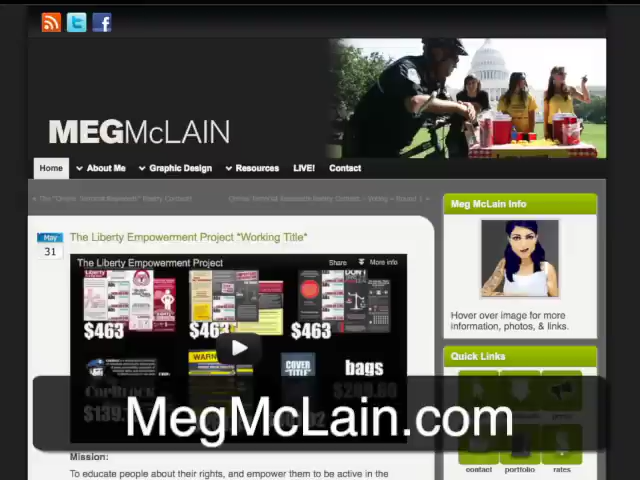 MEGMcLAIN
Home
About Me
Graphic Design
Resources
LIVE!
Contact
May
31
The Liberty Empowerment Project *Working Title*
The Liberty Empowerment Project
Share
More info
$463
$463
$463
WARN
COVER
TITLE
bags
Meg McLain Info
Hover over image for more
information, photos, & links.
Quick Links
contact
portfolio
rates
MegMcLain.com
Mission:
To educate people about their rights, and empower them to be active in the